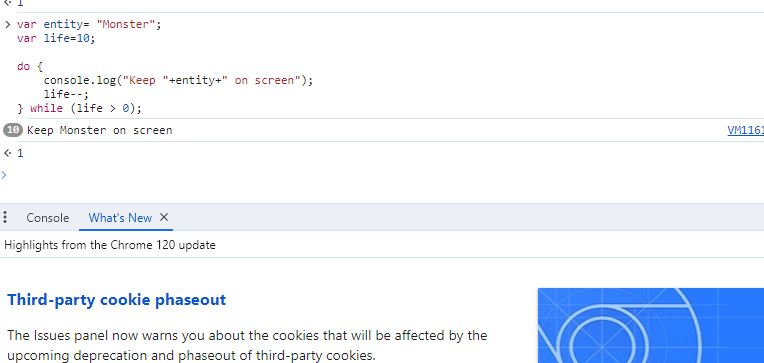 1
var entity= "Monster";
var life=10;
do {
console.log("Keep "+entity+" on screen");
life--;
} while (life > 0);
10 Keep Monster on screen VM1161
1
Console What's New
Highlights from the Chrome 120 update
Third-party cookie phaseout
The Issues panel now warns you about the cookies that will be affected by the
upcoming deprecation and phaseout of third-party cookies.